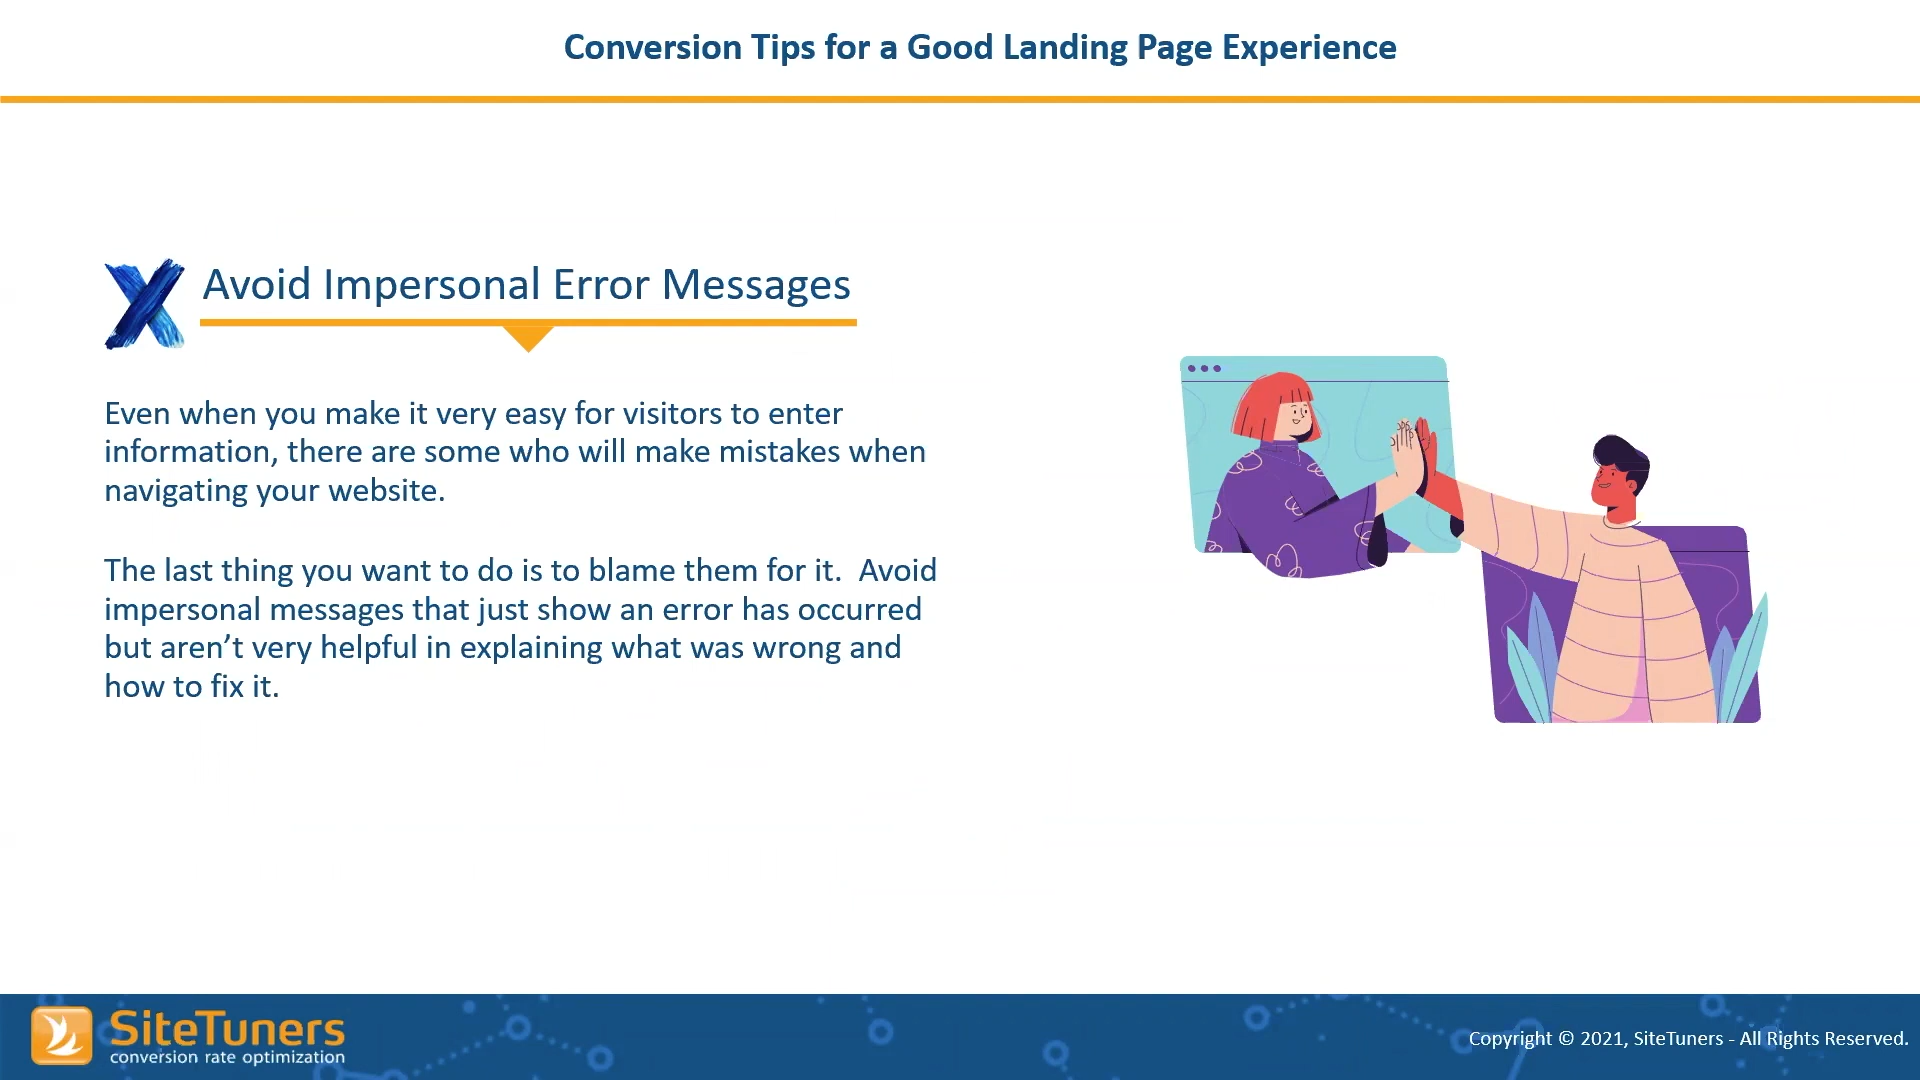 Conversion Tips for a Good Landing Page Experience
Avoid Impersonal Error Messages
Even when you make it very easy for visitors to enter
information, there are some who will make mistakes when
navigating your website.
The last thing you want to do is to blame them for it.  Avoid
impersonal messages that just show an error has occurred
but aren’t very helpful in explaining what was wrong and
how to fix it.
SiteTuners
conversion rate optimization
Copyright © 2021, SiteTuners - All Rights Reserved.